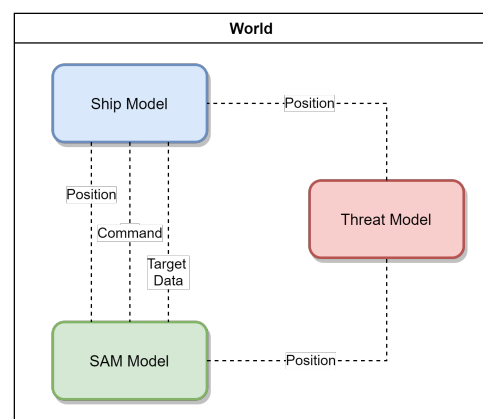 World
Ship Model
Position
Position
Threat Model
Command
Target
Data
SAM Model
Position